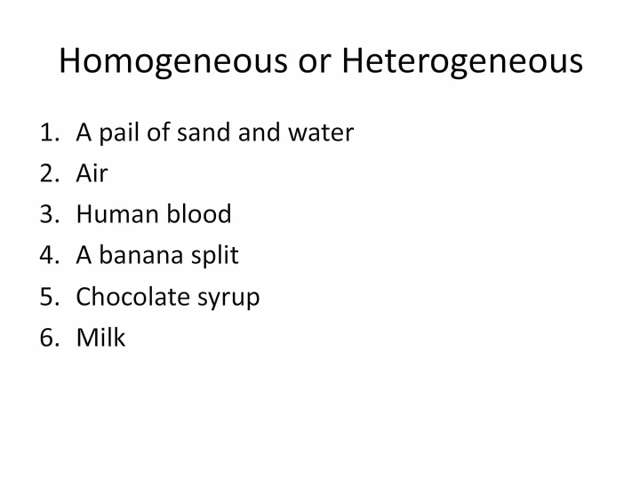 Homogeneous or Heterogeneous
1. A pail of sand and water
2. Air
3. Human blood
4. A banana split
5. Chocolate syrup
6. Milk